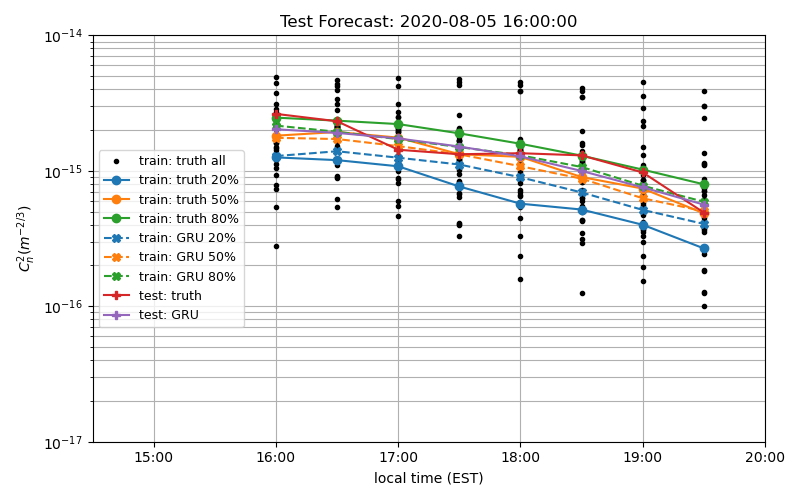 Test Forecast: 2020-08-05 16:00:00
10⁻¹⁴
10⁻¹⁵
10⁻¹⁶
10⁻¹⁷
C_n^2(m^{-2/3})
train: truth all
train: truth 20%
train: truth 50%
train: truth 80%
train: GRU 20%
train: GRU 50%
train: GRU 80%
test: truth
test: GRU
15:00 16:00 17:00 18:00 19:00 20:00
local time (EST)